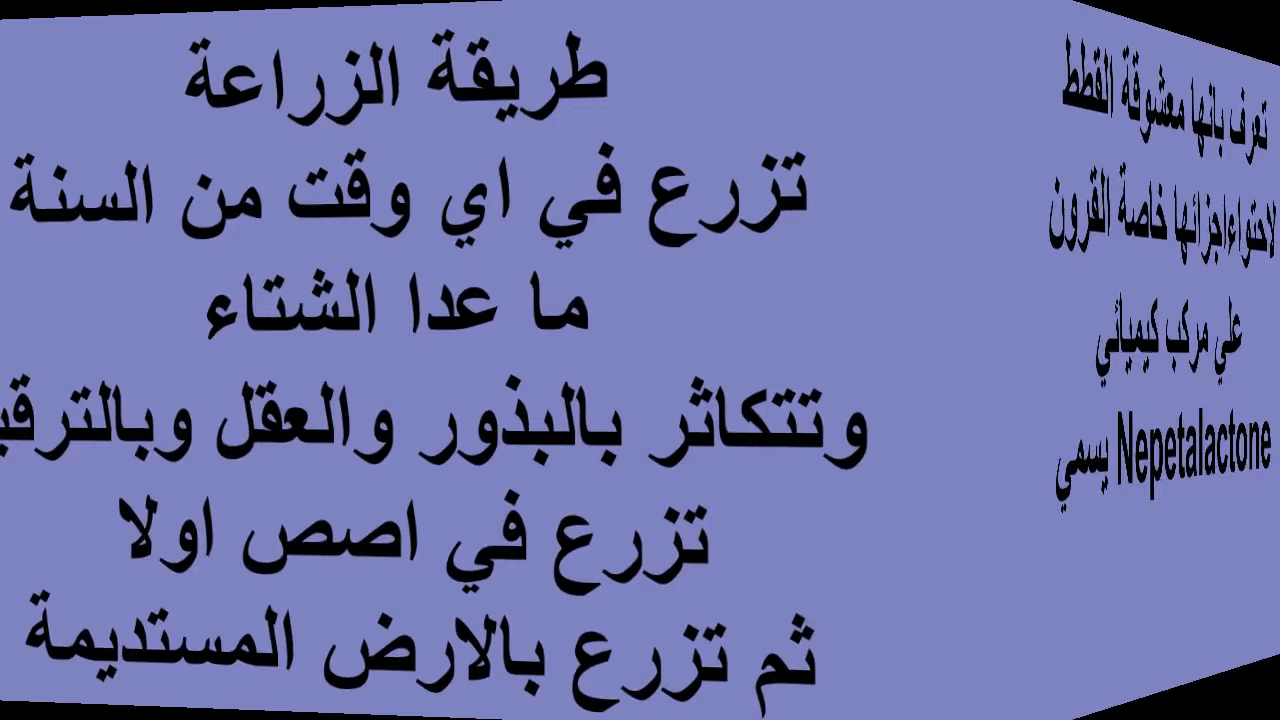 طريقة الزراعة
تزرع في اي وقت من السنة
ما عدا الشتاء
وتتكاثر بالبذور والعقل
تزرع في اصص اولا
ثم تزرع بالارض المستديمة
تعرف بانها معشوقة القطط
لاحتواءاجزائها خاصة القرون
علي مركب كيميائي
Nepetalactone يسمي